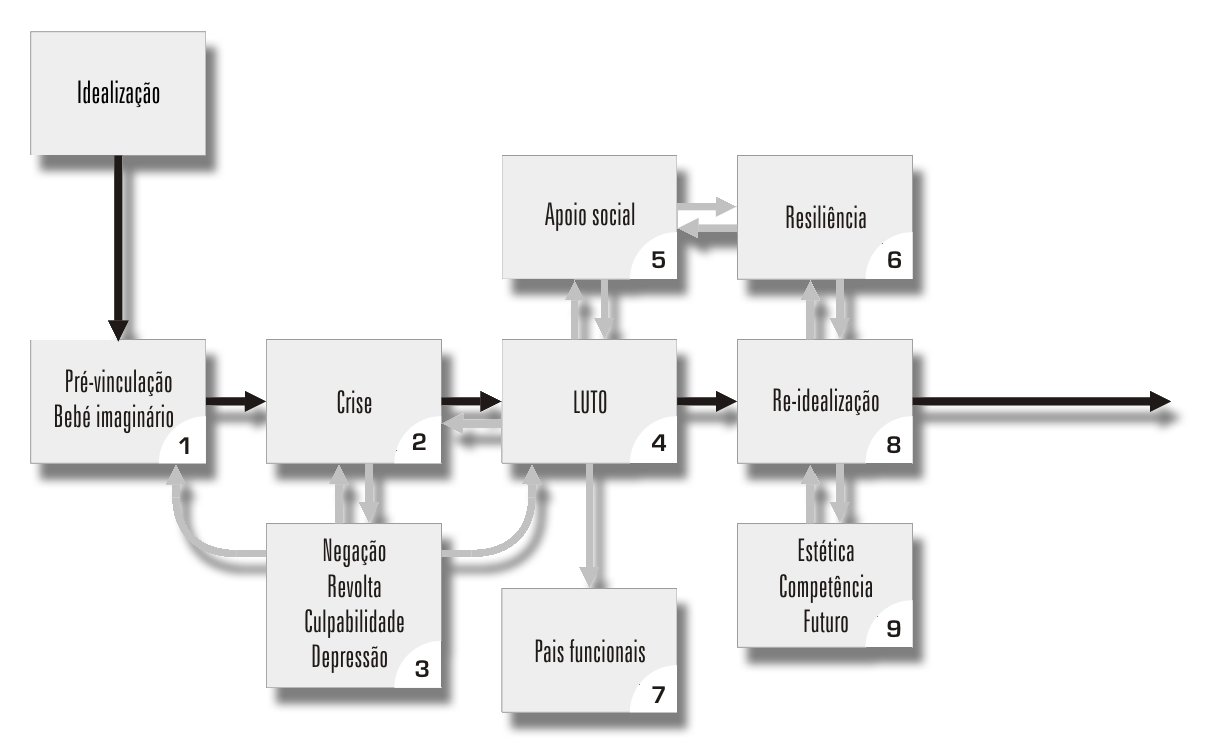 Idealização
Apoio social
5
Resiliência
6
Pré-vinculação
Bebé imaginário
1
Crise
2
LUTO
4
Re-idealização
8
Negação
Revolta
Culpabilidade
Depressão
3
Pais funcionais
7
Estética
Competência
Futuro
9